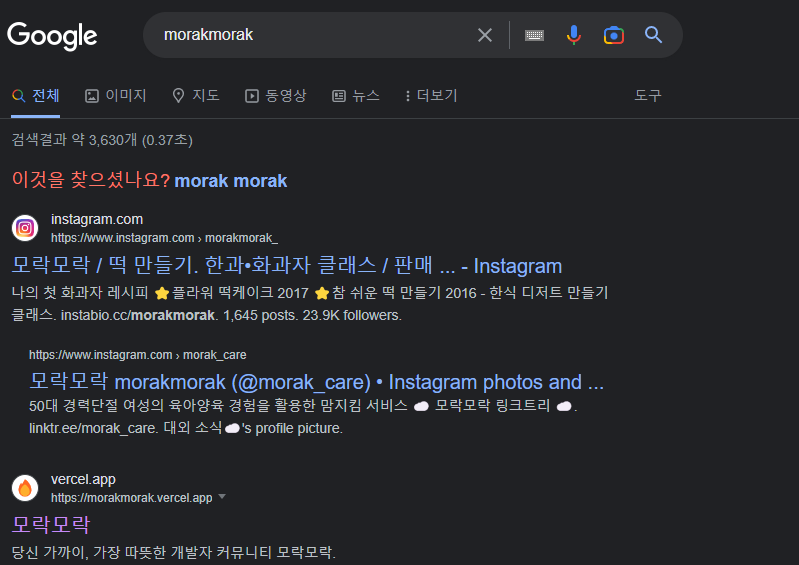 Google
morakmorak
전체 이미지 지도 동영상 뉴스 더보기 도구
검색결과 약 3,630개 (0.37초)
이것을 찾으셨나요? morak morak
instagram.com
https://www.instagram.com › morakmorak_
모락모락 / 떡 만들기. 한과•화과자 클래스 / 판매 ... - Instagram
나의 첫 화과자 레시피 ⭐플라워 떡케이크 2017 ⭐참 쉬운 떡 만들기 2016 - 한식 디저트 만들기
클래스. instabio.cc/morakmorak. 1,645 posts. 23.9K followers.
https://www.instagram.com › morak_care
모락모락 morakmorak (@morak_care) • Instagram photos and ...
50대 경력단절 여성의 육아양육 경험을 활용한 맘지킴 서비스 ☁️ 모락모락 링크트리 ☁️.
linktr.ee/morak_care. 대외 소식☁️'s profile picture.
vercel.app
https://morakmorak.vercel.app
모락모락
당신 가까이, 가장 따뜻한 개발자 커뮤니티 모락모락.